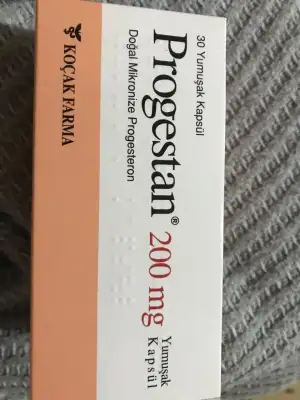 30 Yumuşak Kapsül
Progestan® 200 mg
Yumuşak
Kapsül
Doğal Mikronize Progesteron
KOÇAK FARMA